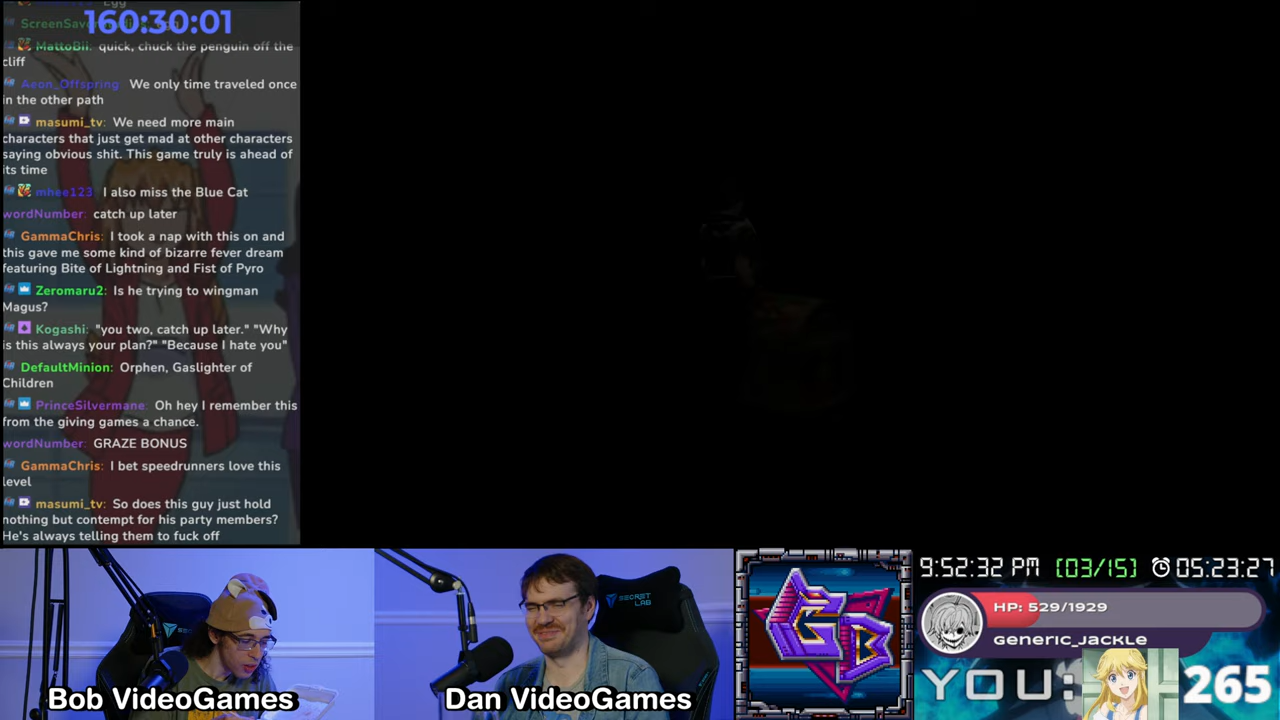 Egg
160:30:01
MattoBii: quick, chuck the penguin off the
cliff
Aeon_Offspring: We only time traveled once
in the other path
masumi_tv: We need more main
characters that just get mad at other characters
saying obvious shit. This game truly is ahead of
its time
mhee123: I also miss the Blue Cat
wordNumber: catch up later
GammaChris: I took a nap with this on and
this gave me some kind of bizarre fever dream
featuring Bite of Lightning and Fist of Pyro
Zeromaru2: Is he trying to wingman
Magus?
Kogashi: "you two, catch up later." "Why
is this always your plan?" "Because I hate you"
DefaultMinion: Orphen, Gaslighter of
Children
PrinceSilvermane: Oh hey I remember this
from the giving games a chance.
wordNumber: GRAZE BONUS
GammaChris: I bet speedrunners love this
level
masumi_tv: So does this guy just hold
nothing but contempt for his party members?
He's always telling them to fuck off
SECRET
LAB
Bob VideoGames
Dan VideoGames
GB
9:52:32 PM [03/15] 05:23:27
HP: 529/1929
GENERIC_JACKLE
YOU: 265